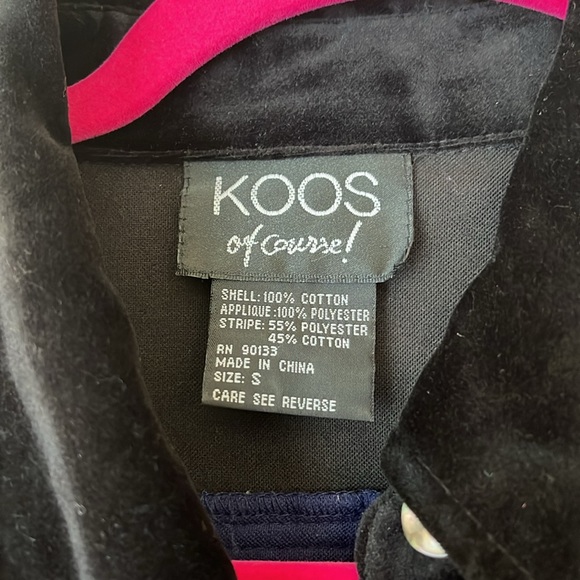 KOOS
of course!
SHELL: 100% COTTON
APPLIQUE: 100% POLYESTER
STRIPE: 55% POLYESTER
45% COTTON
RN 90133
MADE IN CHINA
SIZE: S
CARE SEE REVERSE